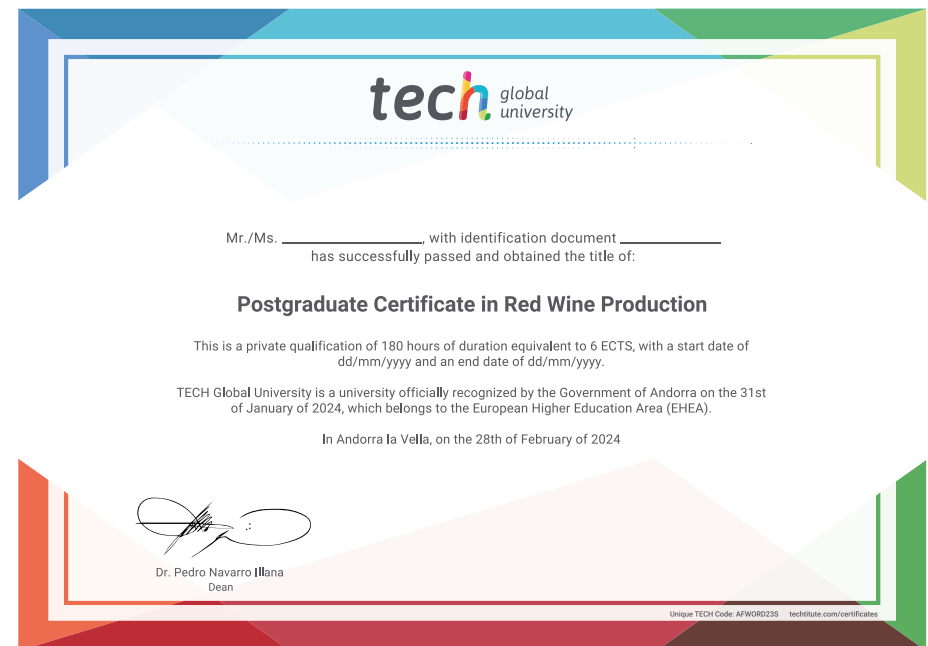 tech global university
Mr./Ms. ____________, with identification document ____________
has successfully passed and obtained the title of:
Postgraduate Certificate in Red Wine Production
This is a private qualification of 180 hours of duration equivalent to 6 ECTS, with a start date of
dd/mm/yyyy and an end date of dd/mm/yyyy.
TECH Global University is a university officially recognized by the Government of Andorra on the 31st
of January of 2024, which belongs to the European Higher Education Area (EHEA).
In Andorra la Vella, on the 28th of February of 2024
Dr. Pedro Navarro Illana
Dean
Unique TECH Code: AFWORD23S techtitute.com/certificates